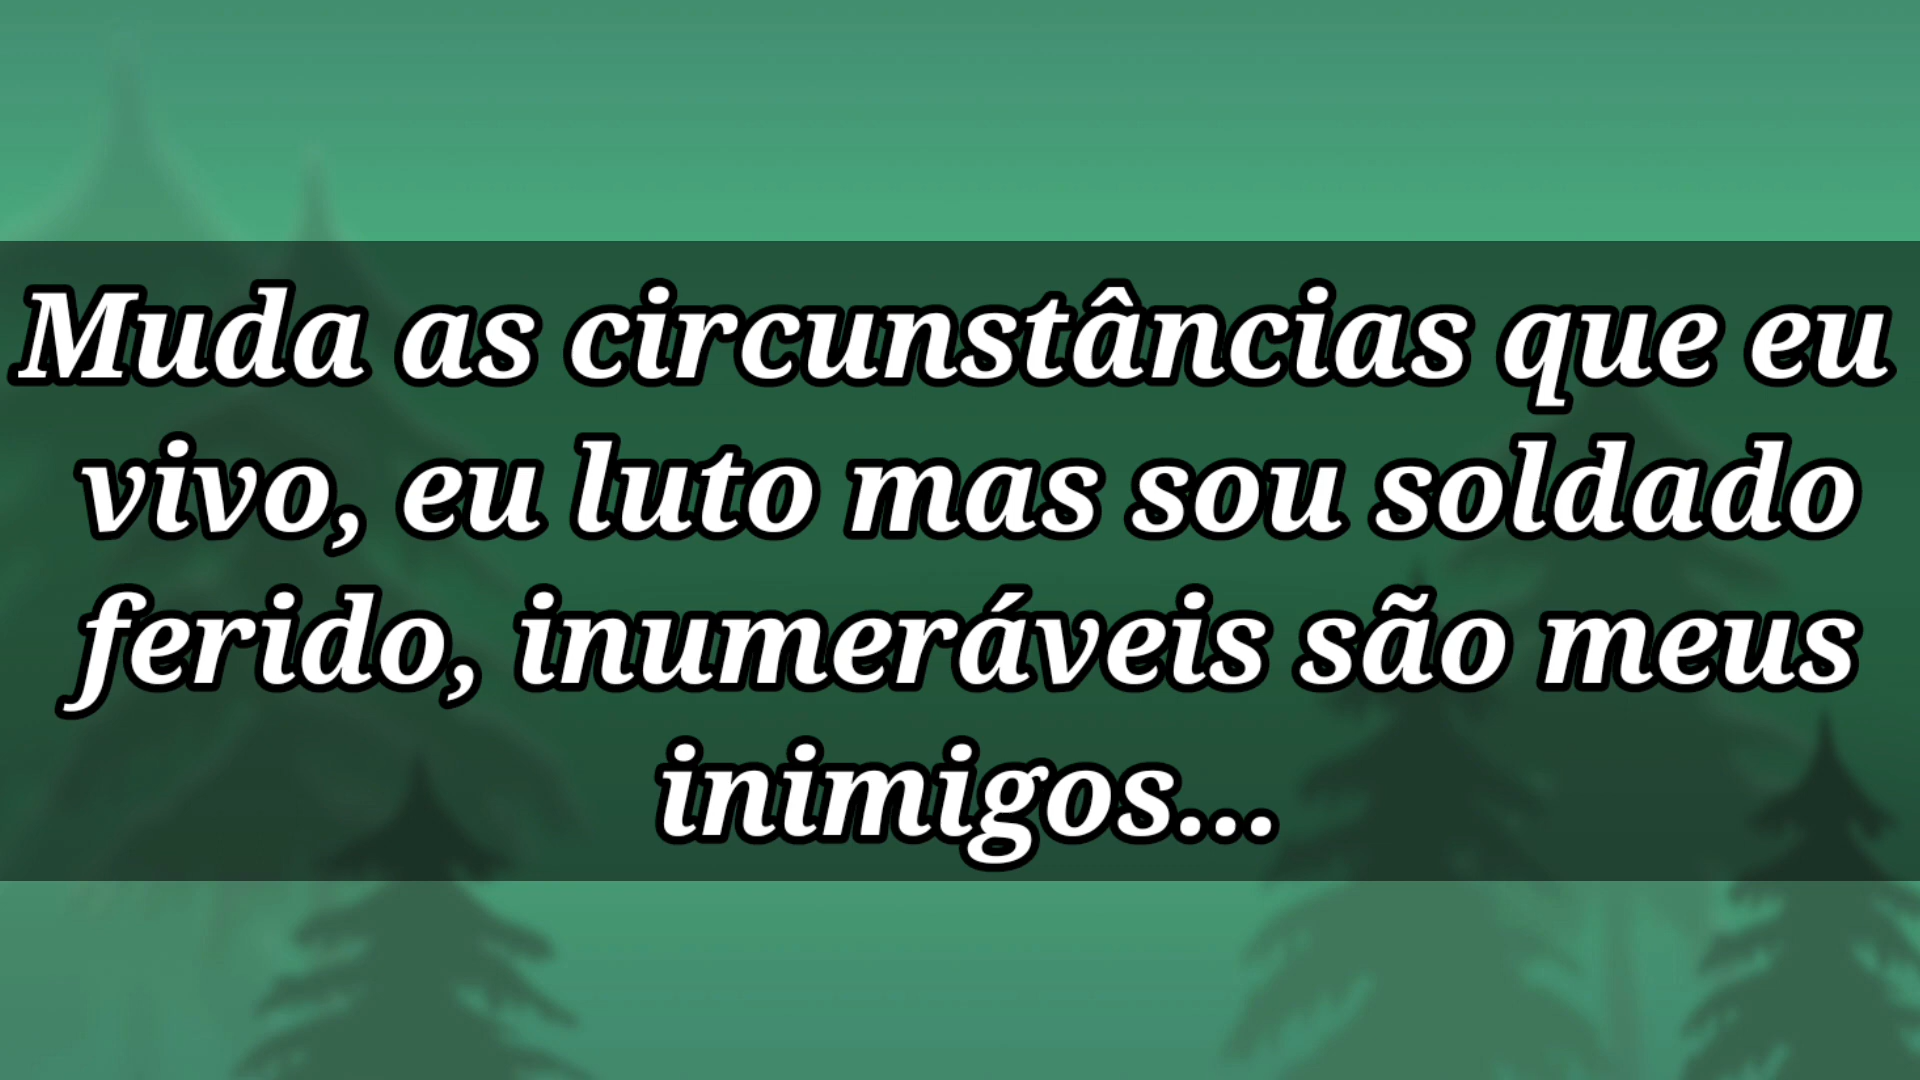 Muda as circunstâncias que eu
vivo, eu luto mas sou soldado
ferido, inumeráveis são meus
inimigos...